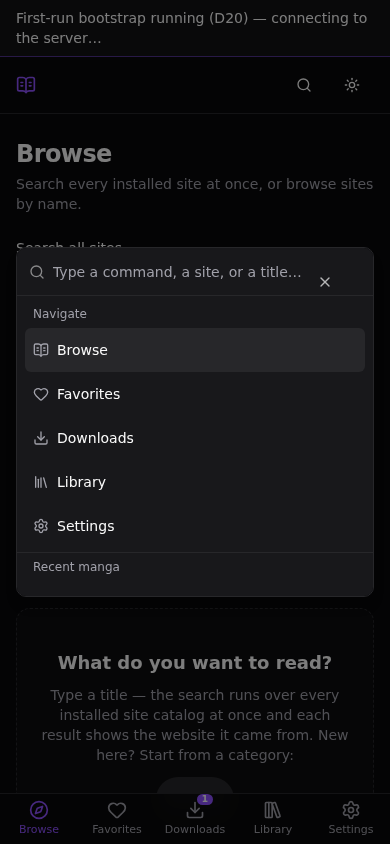 First-run bootstrap running (D20) — connecting to
the server…
Browse
Search every installed site at once, or browse sites
by name.
Search all sites
Type a command, a site, or a title…
Navigate
Browse
Favorites
Downloads
Library
Settings
Recent manga
What do you want to read?
Type a title — the search runs over every
installed site catalog at once and each
result shows the website it came from. New
here? Start from a category:
1
Browse
Favorites
Downloads
Library
Settings